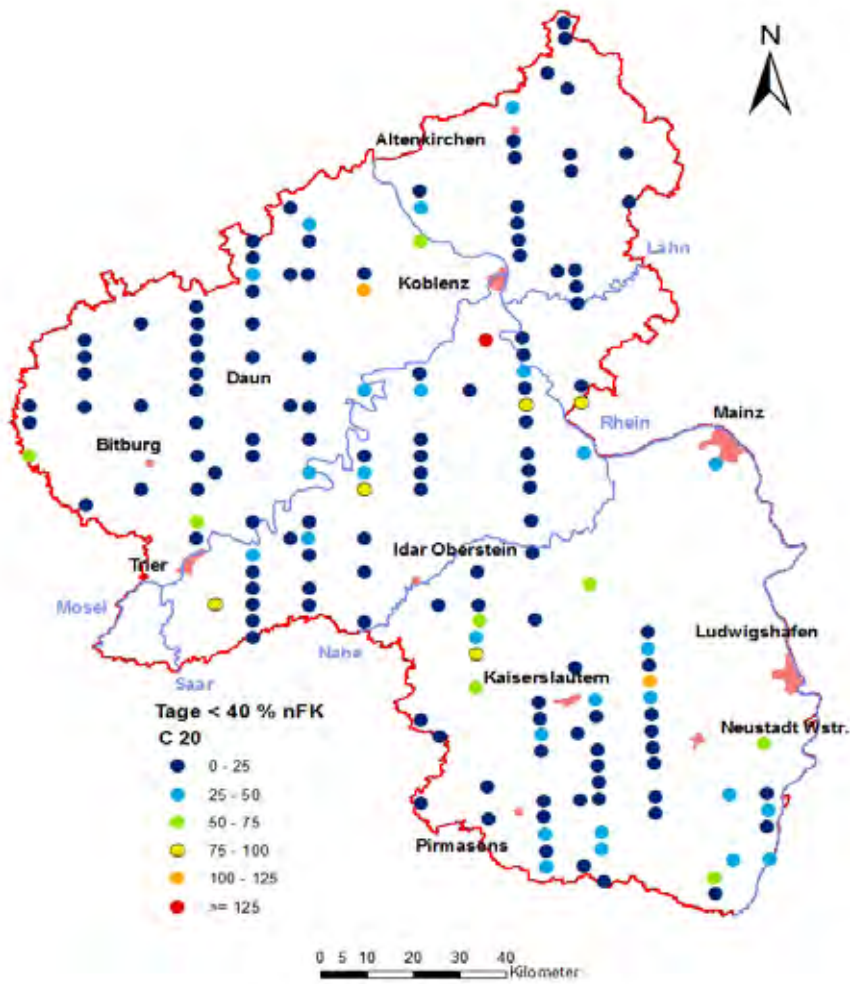 N
Altenkirchen
Lahn
Koblenz
Daun
Rhein
Mainz
Bitburg
Idar Oberstein
Trier
Mosel
Ludwigshafen
Nahe
Kaiserslautern
Saar
Neustadt Wstr.
Pirmasens
Tage < 40 % nFK
C 20
0 - 25
25 - 50
50 - 75
75 - 100
100 - 125
>= 125
0 5 10 20 30 40
Kilometer